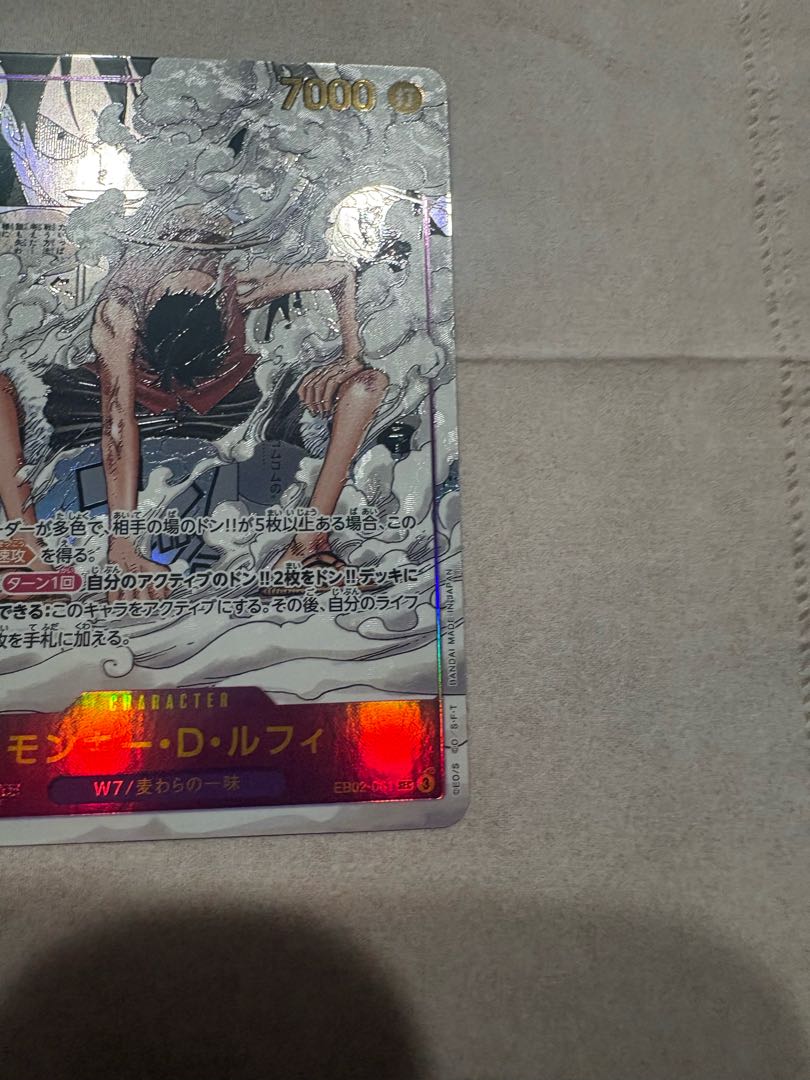 7000 打
ーダーが多色で、相手の場のドン!!が5枚以上ある場合、この
速攻 を得る。
ターン1回 自分のアクティブのドン!!2枚をドン!!デッキに
できる:このキャラをアクティブにする。その後、自分のライフ
枚を手札に加える。
CHARACTER
モンキー・D・ルフィ
W7/麦わらの一味
EB02-061 SEC 3
BANDAI MADE IN JAPAN
©EO/S ©O/S・F・T